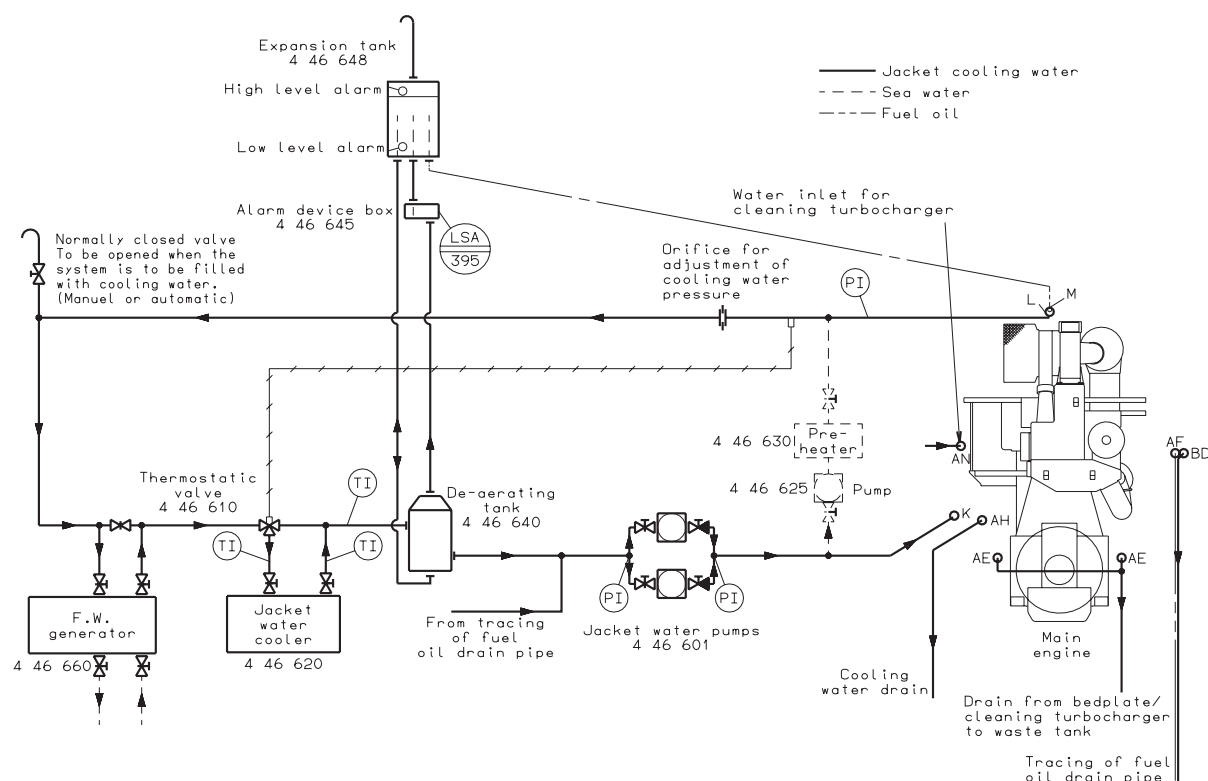 Expansion tank
4 46 648
High level alarm
Low level alarm
Jacket cooling water
Sea water
Fuel oil
Alarm device box
4 46 645
LSA
395
Water inlet for
cleaning turbocharger
Normally closed valve
To be opened when the
system is to be filled
with cooling water.
(Manuel or automatic)
Orifice for
adjustment of
cooling water
pressure
PI
L
M
4 46 630
Pre-
heater
4 46 625
Pump
AN
AF
BD
Thermostatic
valve
4 46 610
TI
TI
TI
De-aerating
tank
4 46 640
K
AH
AE
AE
PI
PI
F.W.
generator
4 46 660
Jacket
water
cooler
4 46 620
From tracing
of fuel
oil drain pipe
Jacket water pumps
4 46 601
Main
engine
Cooling
water drain
Drain from bedplate/
cleaning turbocharger
to waste tank
Tracing of fuel
oil drain pipe